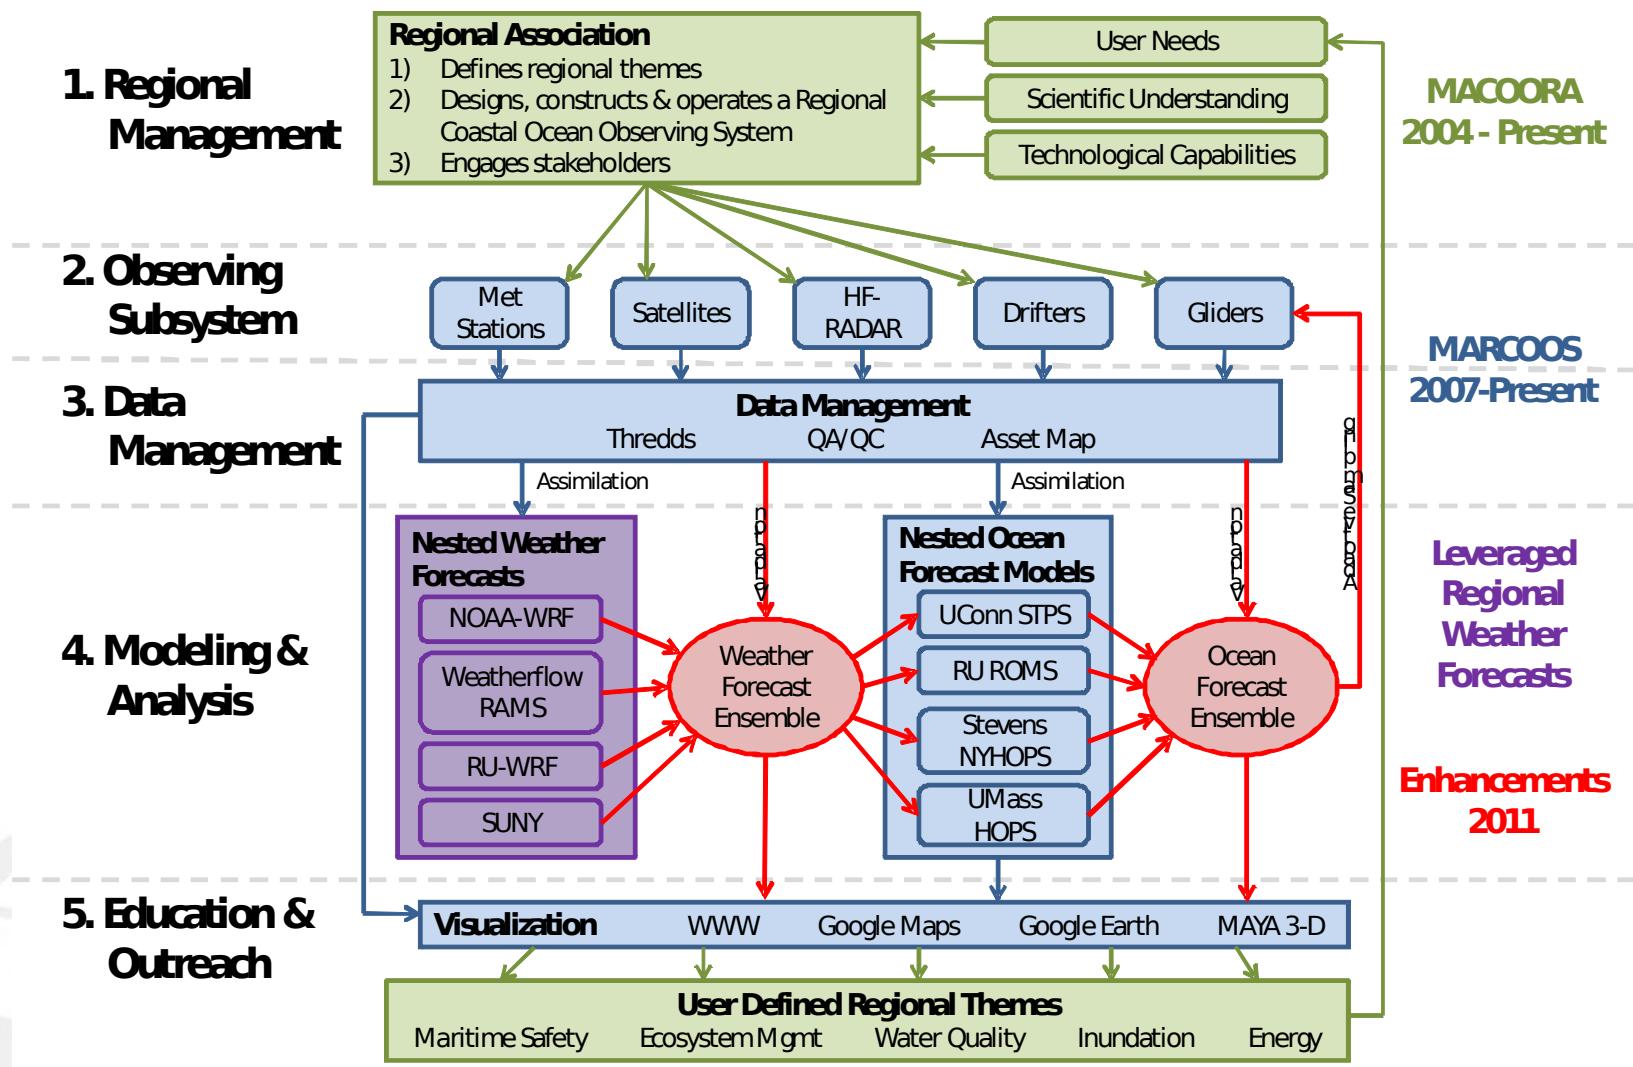 1. Regional
Management
Regional Association
1) Defines regional themes
2) Designs, constructs & operates a Regional
Coastal Ocean Observing System
3) Engages stakeholders
User Needs
Scientific Understanding
Technological Capabilities
MACOORA
2004 - Present
2. Observing
Subsystem
Met
Stations
Satellites
HF-
RADAR
Drifters
Gliders
MARCOOS
2007-Present
3. Data
Management
Data Management
Thredds QA/QC Asset Map
Assimilation
Validation
Assimilation
Validation
Adaptive Sampling
4. Modeling &
Analysis
Nested Weather
Forecasts
NOAA-WRF
Weatherflow
RAMS
RU-WRF
SUNY
Weather
Forecast
Ensemble
Nested Ocean
Forecast Models
UConn STPS
RU ROMS
Stevens
NYHOPS
UMass
HOPS
Ocean
Forecast
Ensemble
Leveraged
Regional
Weather
Forecasts
Enhancements
2011
5. Education &
Outreach
Visualization WWW Google Maps Google Earth MAYA 3-D
User Defined Regional Themes
Maritime Safety Ecosystem Mgmt Water Quality Inundation Energy